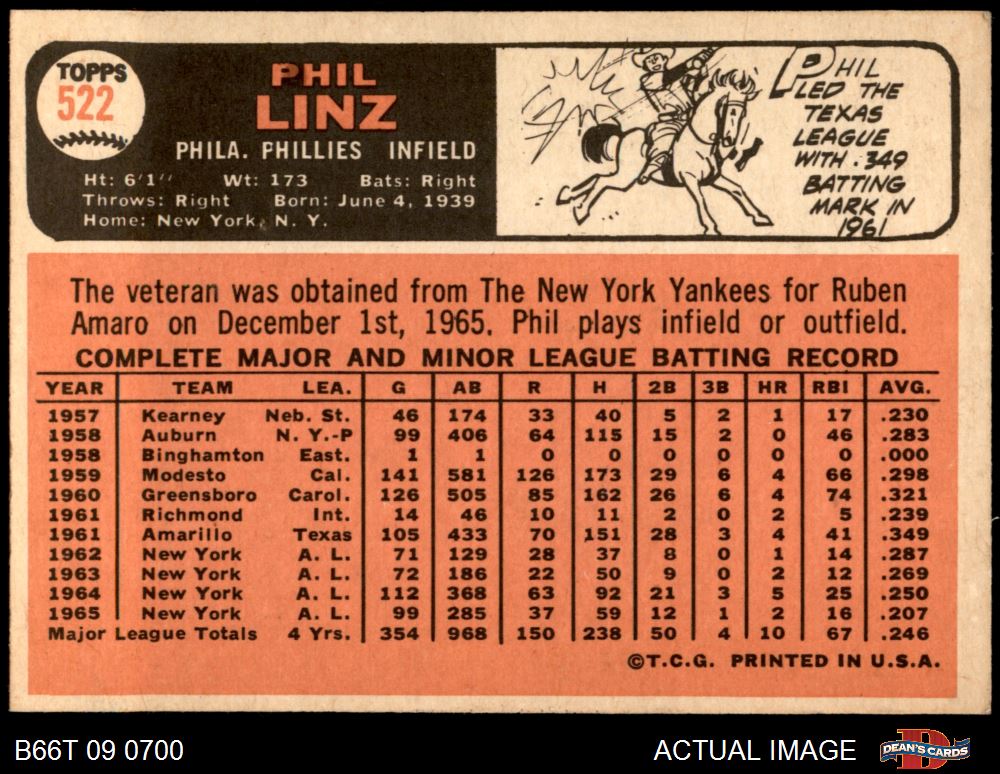 TOPPS
522
PHIL
LINZ
PHILA. PHILLIES INFIELD
Ht: 6'1" Wt: 173 Bats: Right
Throws: Right Born: June 4, 1939
Home: New York, N. Y.
PHIL
LED THE
TEXAS
LEAGUE
WITH .349
BATTING
MARK IN
1961
The veteran was obtained from The New York Yankees for Ruben
Amaro on December 1st, 1965. Phil plays infield or outfield.
COMPLETE MAJOR AND MINOR LEAGUE BATTING RECORD
YEAR TEAM LEA. G AB R H 2B 3B HR RBI AVG.
1957 Kearney Neb. St. 46 174 33 40 5 2 1 17 .230
1958 Auburn N. Y.-P 99 406 64 115 15 2 0 46 .283
1958 Binghamton East. 1 1 0 0 0 0 0 0 .000
1959 Modesto Cal. 141 581 126 173 29 6 4 66 .298
1960 Greensboro Carol. 126 505 85 162 26 6 4 74 .321
1961 Richmond Int. 14 46 10 11 2 0 2 5 .239
1961 Amarillo Texas 105 433 70 151 28 3 4 41 .349
1962 New York A. L. 71 129 28 37 8 0 1 14 .287
1963 New York A. L. 72 186 22 50 9 0 2 12 .269
1964 New York A. L. 112 368 63 92 21 3 5 25 .250
1965 New York A. L. 99 285 37 59 12 1 2 16 .207
Major League Totals 4 Yrs. 354 968 150 238 50 4 10 67 .246
©T.C.G. PRINTED IN U.S.A.
B66T 09 0700 ACTUAL IMAGE DEAN'S CARDS